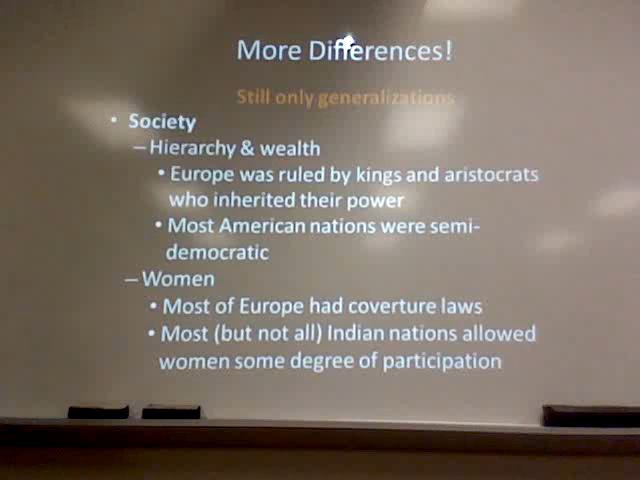 More Differences!
Still only generalizations
• Society
– Hierarchy & wealth
• Europe was ruled by kings and aristocrats
who inherited their power
• Most American nations were semi-
democratic
– Women
• Most of Europe had coverture laws
• Most (but not all) Indian nations allowed
women some degree of participation